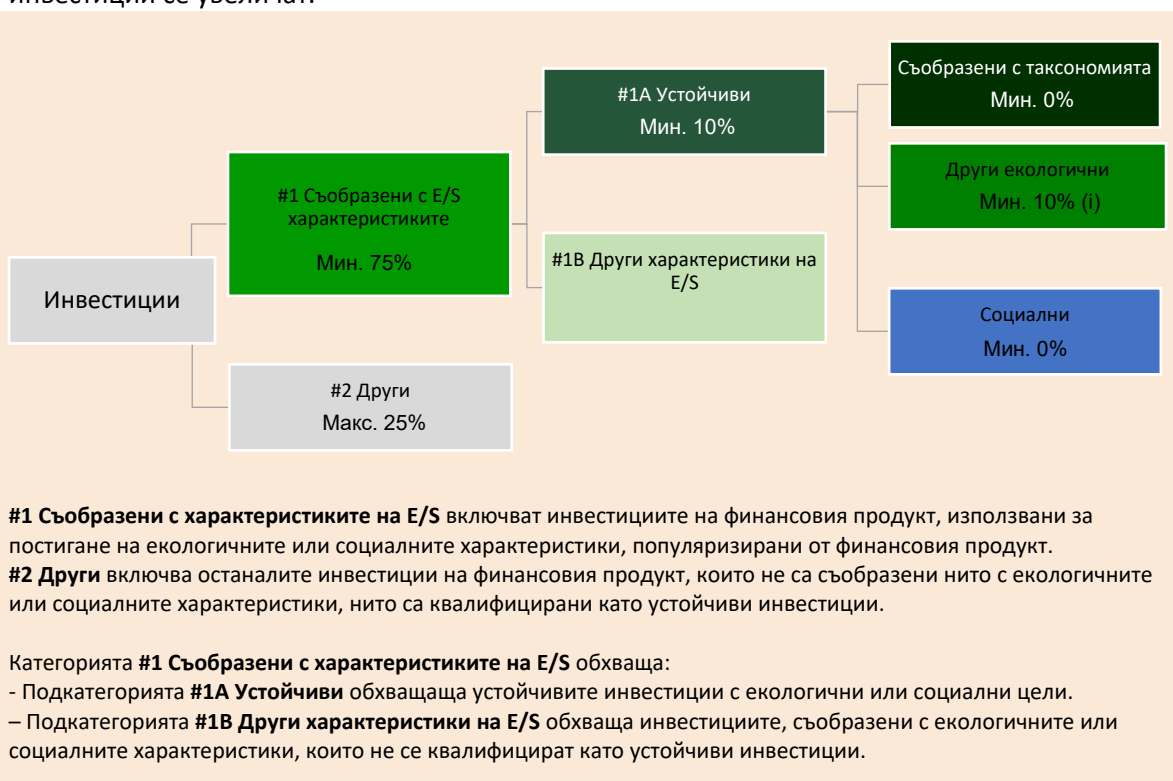 инвестиции се увеличат.
Съобразени с таксономията
Мин. 0%
#1A Устойчиви
Мин. 10%
Други екологични
Мин. 10% (i)
#1 Съобразени с E/S
характеристиките
Мин. 75%
#1B Други характеристики на
E/S
Инвестиции
Социални
Мин. 0%
#2 Други
Макс. 25%
#1 Съобразени с характеристиките на E/S включват инвестициите на финансовия продукт, използвани за
постигане на екологичните или социалните характеристики, популяризирани от финансовия продукт.
#2 Други включва останалите инвестиции на финансовия продукт, които не са съобразени нито с екологичните
или социалните характеристики, нито са квалифицирани като устойчиви инвестиции.
Категорията #1 Съобразени с характеристиките на E/S обхваща:
- Подкатегорията #1A Устойчиви обхващаща устойчивите инвестиции с екологични или социални цели.
– Подкатегорията #1B Други характеристики на E/S обхваща инвестициите, съобразени с екологичните или
социалните характеристики, които не се квалифицират като устойчиви инвестиции.